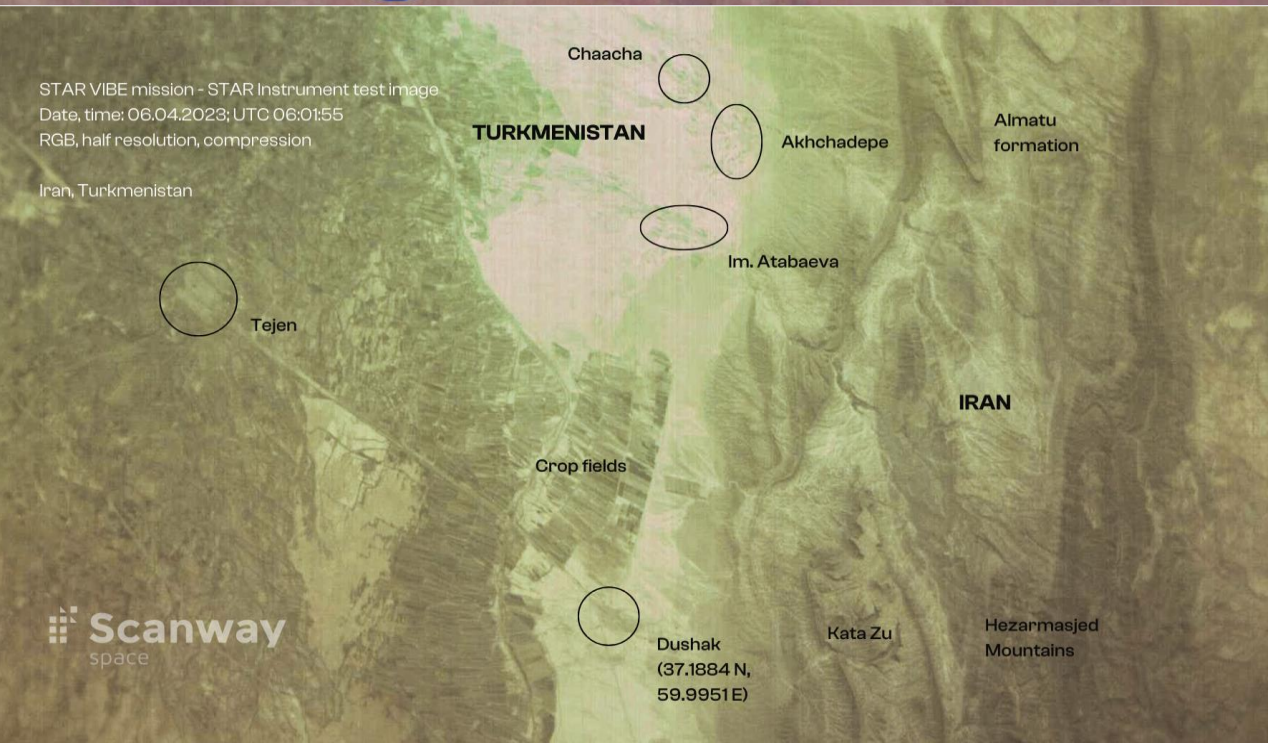 STAR VIBE mission - STAR Instrument test image
Date, time: 06.04.2023; UTC 06:01:55
RGB, half resolution, compression
Iran, Turkmenistan
Chaacha
TURKMENISTAN
Akhchadepe
Almatu
formation
Im. Atabaeva
Tejen
IRAN
Crop fields
Scanway
space
Dushak
(37.1884 N,
59.9951 E)
Kata Zu
Hezarmasjed
Mountains